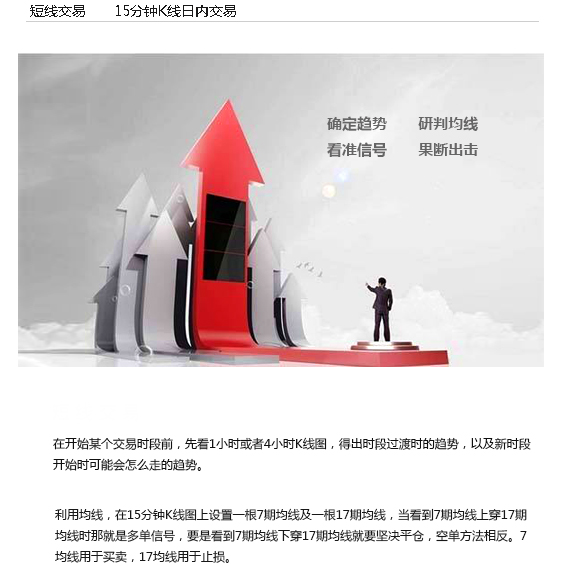 短线交易 15分钟K线日内交易
确定趋势 研判均线
看准信号 果断出击
在开始某个交易时段前，先看1小时或者4小时K线图，得出时段过渡时的趋势，以及新时段
开始时可能会怎么走的趋势。
利用均线，在15分钟K线图上设置一根7期均线及一根17期均线，当看到7期均线上穿17期
均线时那就是多单信号，要是看到7期均线下穿17期均线就要坚决平仓，空单方法相反。7
均线用于买卖，17均线用于止损。